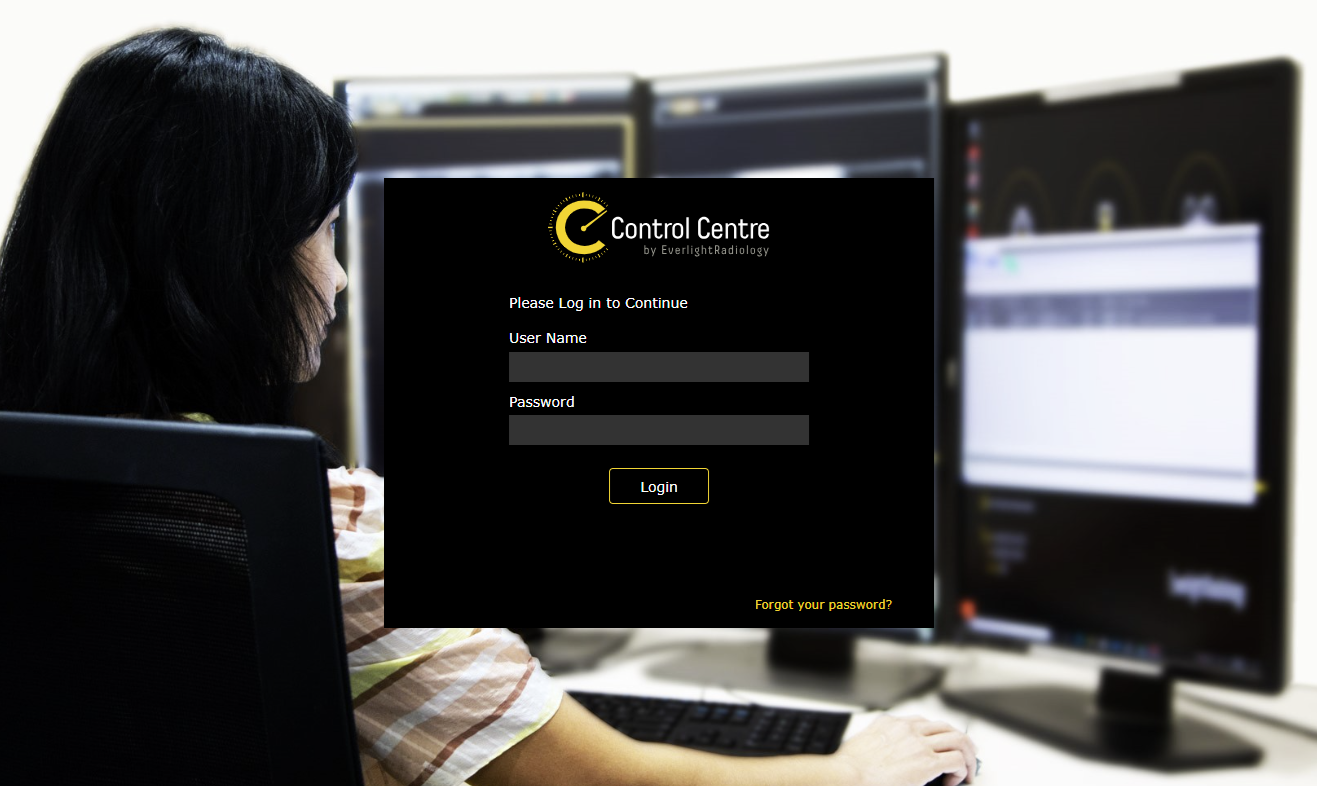 Control Centre
by EverlightRadiology
Please Log in to Continue
User Name
Password
Login
Forgot your password?